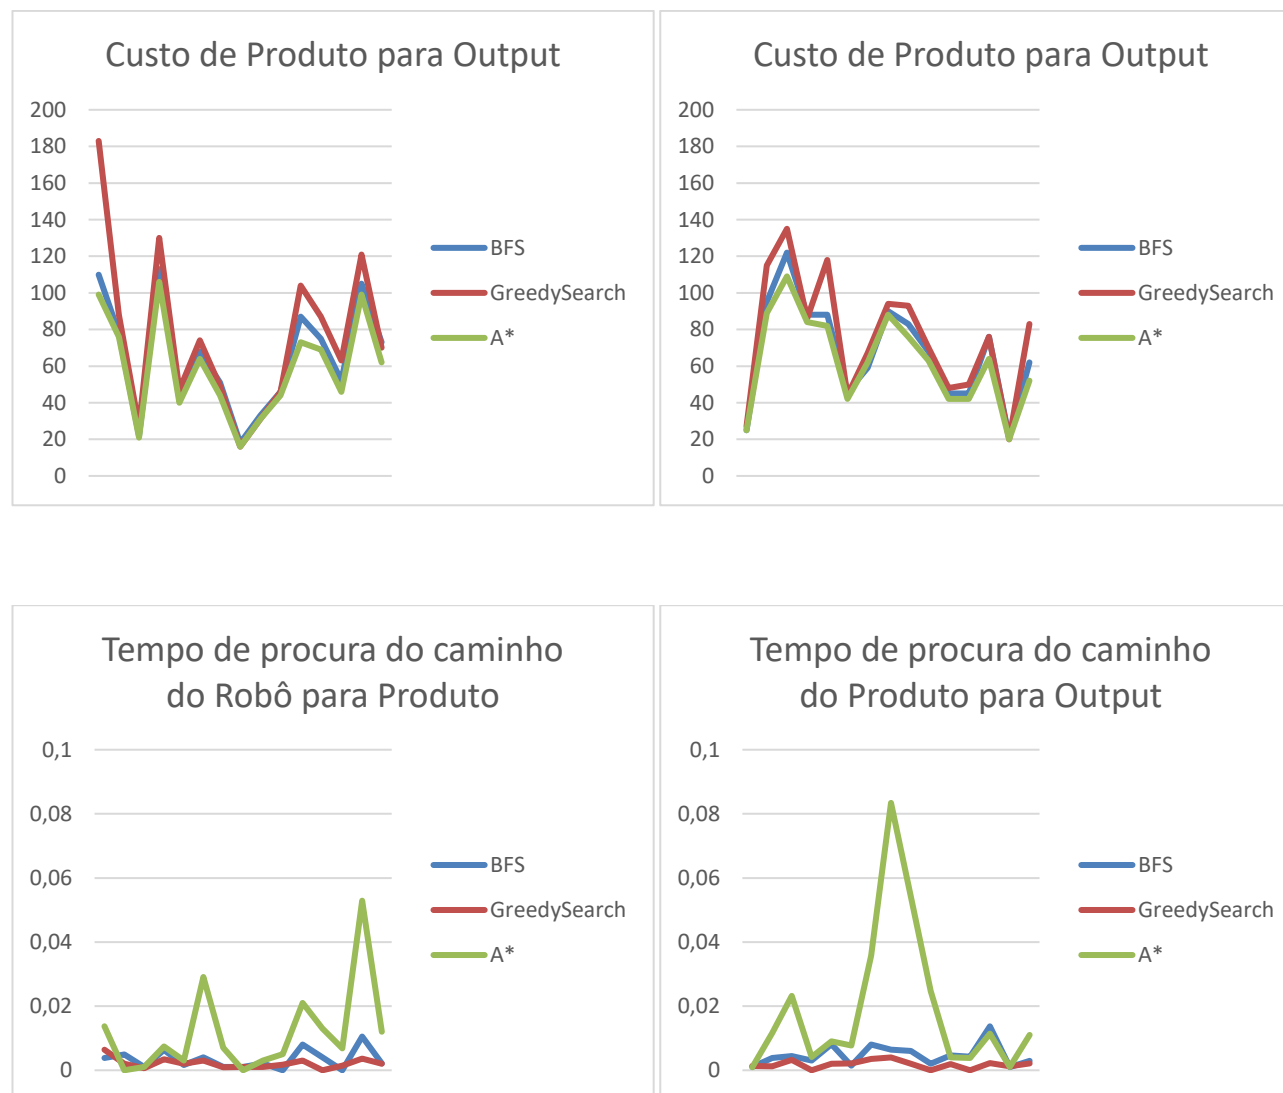 Custo de Produto para Output
200
180
160
140
120
100
80
60
40
20
0
BFS
GreedySearch
A*
Custo de Produto para Output
200
180
160
140
120
100
80
60
40
20
0
BFS
GreedySearch
A*
Tempo de procura do caminho
do Robô para Produto
0,1
0,08
0,06
0,04
0,02
0
BFS
GreedySearch
A*
Tempo de procura do caminho
do Produto para Output
0,1
0,08
0,06
0,04
0,02
0
BFS
GreedySearch
A*